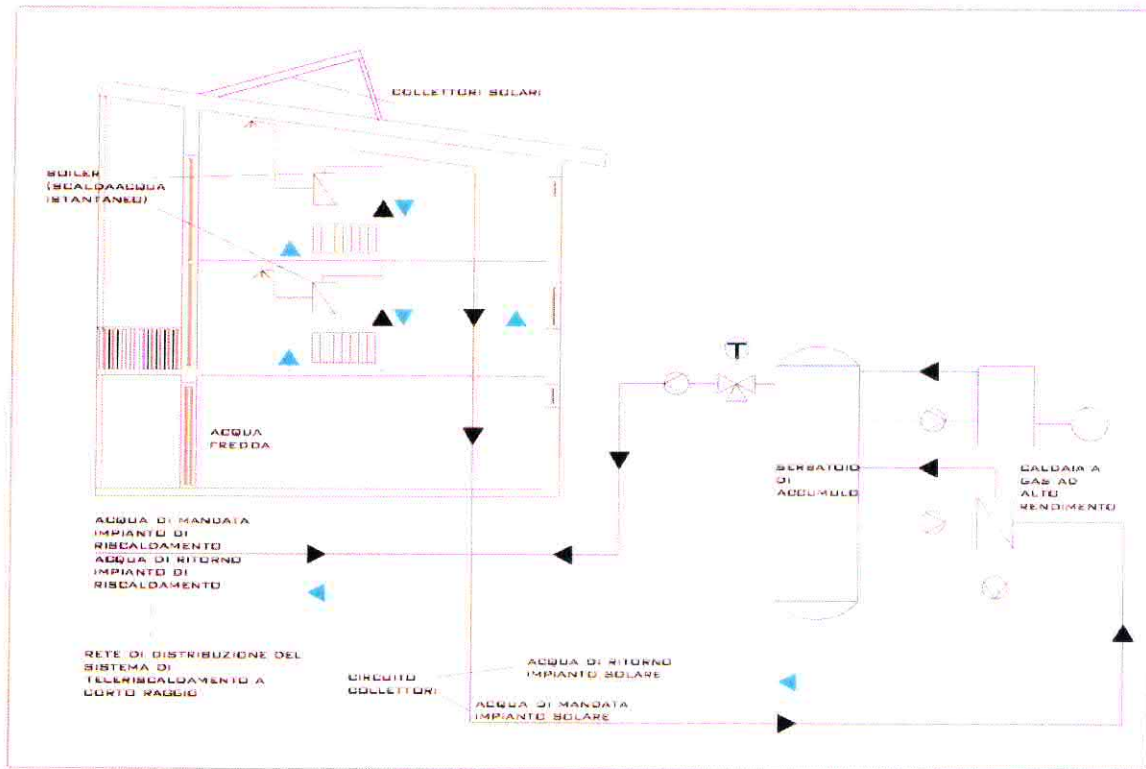 COLLETTORI SOLARI
BOILER
(SCALDAACQUA
ISTANTANEO)
T
ACQUA
FREDDA
SERBATOIO
DI
ACCUMULO
CALDAIA A
GAS AD
ALTO
RENDIMENTO
ACQUA DI MANDATA
IMPIANTO DI
RISCALDAMENTO
ACQUA DI RITORNO
IMPIANTO DI
RISCALDAMENTO
RETE DI DISTRIBUZIONE DEL
SISTEMA DI
TELERISCALDAMENTO A
CORTO RAGGIO
CIRCUITO
COLLETTORI
ACQUA DI RITORNO
IMPIANTO SOLARE
ACQUA DI MANDATA
IMPIANTO SOLARE